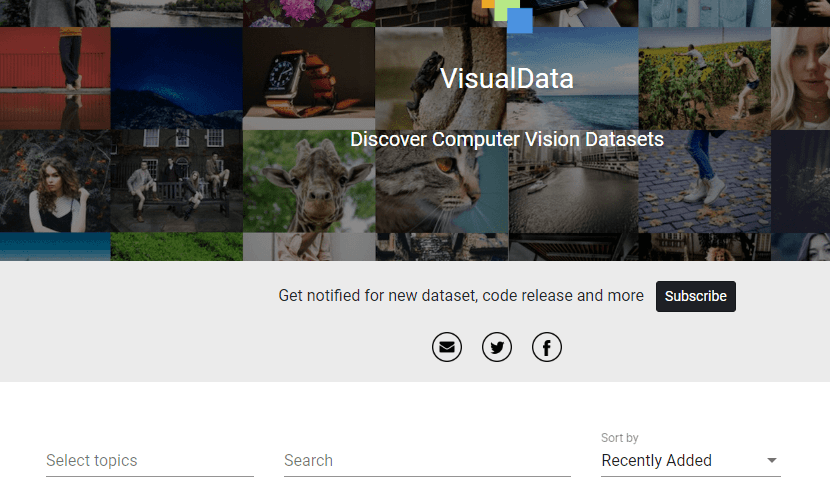 VisualData
Discover Computer Vision Datasets
Get notified for new dataset, code release and more Subscribe
Sort by
Select topics Search Recently Added